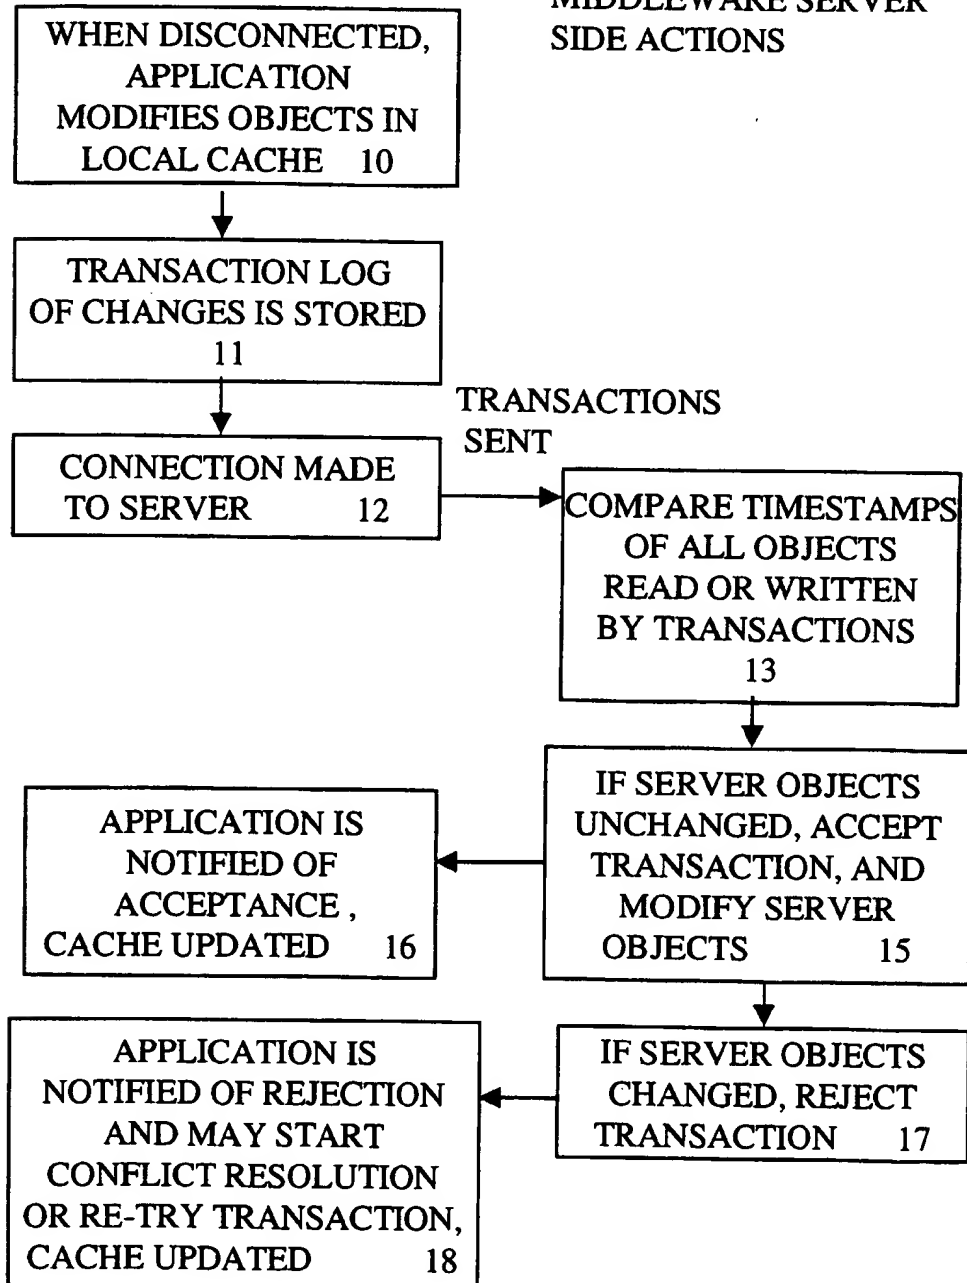 MIDDLEWARE SERVER
SIDE ACTIONS
WHEN DISCONNECTED,
APPLICATION
MODIFIES OBJECTS IN
LOCAL CACHE 10
TRANSACTION LOG
OF CHANGES IS STORED
11
CONNECTION MADE
TO SERVER 12
TRANSACTIONS
SENT
COMPARE TIMESTAMPS
OF ALL OBJECTS
READ OR WRITTEN
BY TRANSACTIONS
13
IF SERVER OBJECTS
UNCHANGED, ACCEPT
TRANSACTION, AND
MODIFY SERVER
OBJECTS 15
APPLICATION IS
NOTIFIED OF
ACCEPTANCE ,
CACHE UPDATED 16
IF SERVER OBJECTS
CHANGED, REJECT
TRANSACTION 17
APPLICATION IS
NOTIFIED OF REJECTION
AND MAY START
CONFLICT RESOLUTION
OR RE-TRY TRANSACTION,
CACHE UPDATED 18